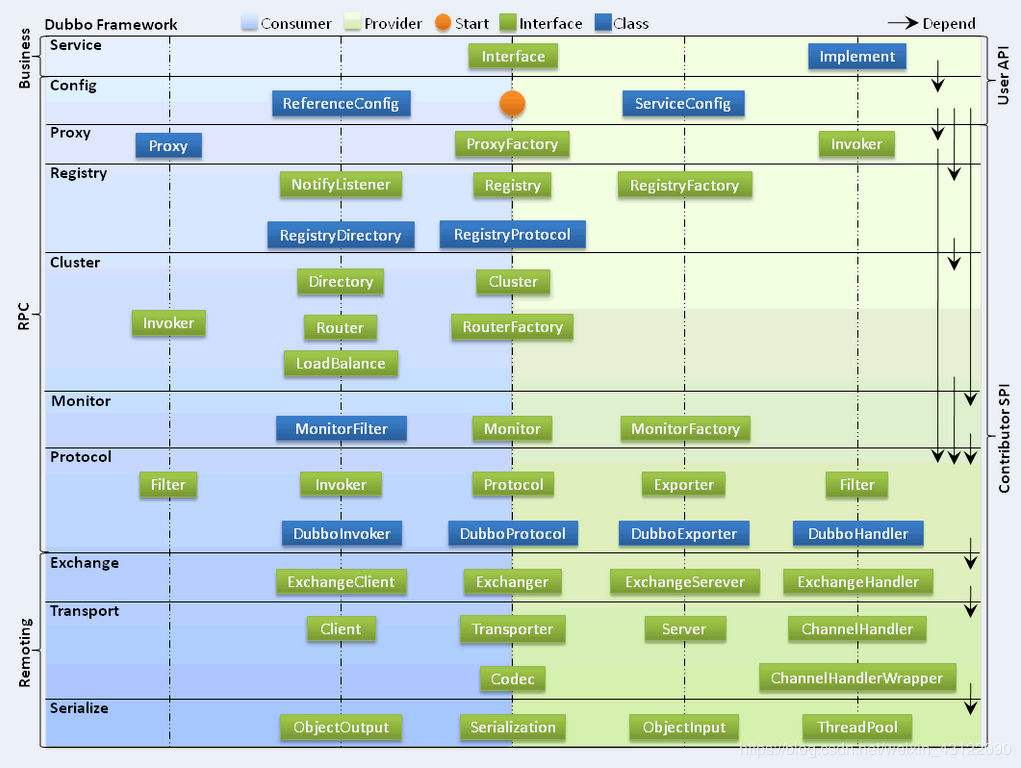 Dubbo Framework Consumer Provider Start Interface Class Depend
Business
User API
Service
Interface Implement
Config
ReferenceConfig ServiceConfig
RPC
Contributor SPI
Proxy
Proxy ProxyFactory Invoker
Registry
NotifyListener Registry RegistryFactory
RegistryDirectory RegistryProtocol
Cluster
Directory Cluster
Invoker Router RouterFactory
LoadBalance
Monitor
MonitorFilter Monitor MonitorFactory
Protocol
Filter Invoker Protocol Exporter Filter
DubboInvoker DubboProtocol DubboExporter DubboHandler
Remoting
Exchange
ExchangeClient Exchanger ExchangeSerever ExchangeHandler
Transport
Client Transporter Server ChannelHandler
Codec ChannelHandlerWrapper
Serialize
ObjectOutput Serialization ObjectInput ThreadPool
https://blog.csdn.net/weixin_43122090